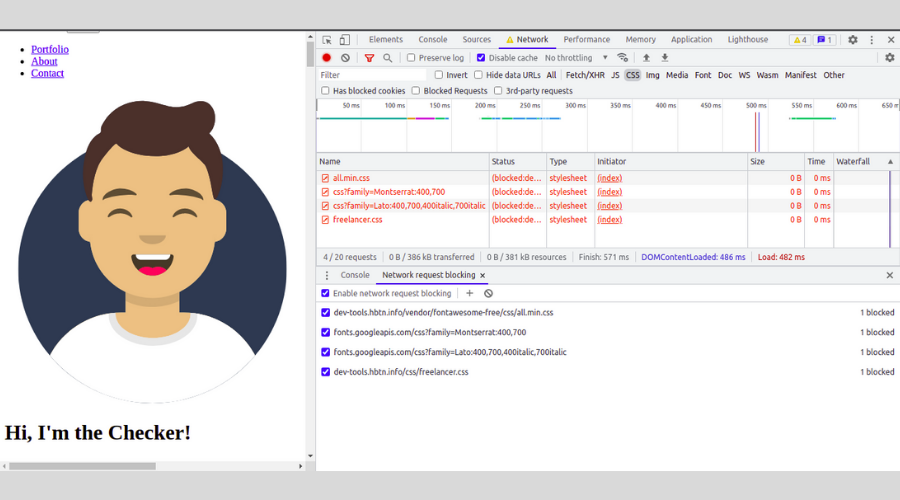 Portfolio
About
Contact
Hi, I'm the Checker!
Elements Console Sources Network Performance Memory Application Lighthouse 4 1
Preserve log Disable cache No throttling
Filter Invert Hide data URLs All Fetch/XHR JS CSS Img Media Font Doc WS Wasm Manifest Other
Has blocked cookies Blocked Requests 3rd-party requests
50 ms 100 ms 150 ms 200 ms 250 ms 300 ms 350 ms 400 ms 450 ms 500 ms 550 ms 600 ms 650 m
Name Status Type Initiator Size Time Waterfall
all.min.css (blocked:de... stylesheet (index) 0 B 0 ms
css?family=Montserrat:400,700 (blocked:de... stylesheet (index) 0 B 0 ms
css?family=Lato:400,700,400italic,700italic (blocked:de... stylesheet (index) 0 B 0 ms
freelancer.css (blocked:de... stylesheet (index) 0 B 0 ms
4 / 20 requests 0 B / 386 kB transferred 0 B / 381 kB resources Finish: 571 ms DOMContentLoaded: 486 ms Load: 482 ms
Console Network request blocking
Enable network request blocking
dev-tools.hbtn.info/vendor/fontawesome-free/css/all.min.css 1 blocked
fonts.googleapis.com/css?family=Montserrat:400,700 1 blocked
fonts.googleapis.com/css?family=Lato:400,700,400italic,700italic 1 blocked
dev-tools.hbtn.info/css/freelancer.css 1 blocked